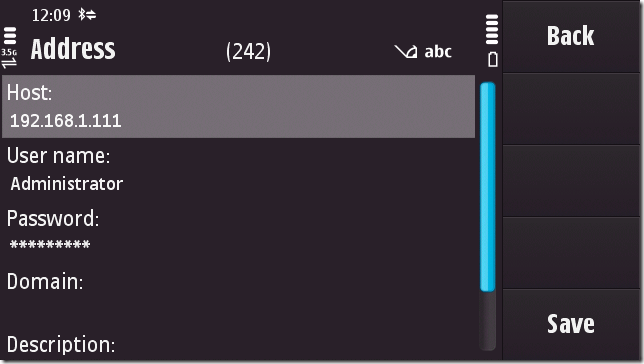 12:09
3.5G
Address (242) abc
Back
Host:
192.168.1.111
User name:
Administrator
Password:
*********
Domain:
Description:
Save